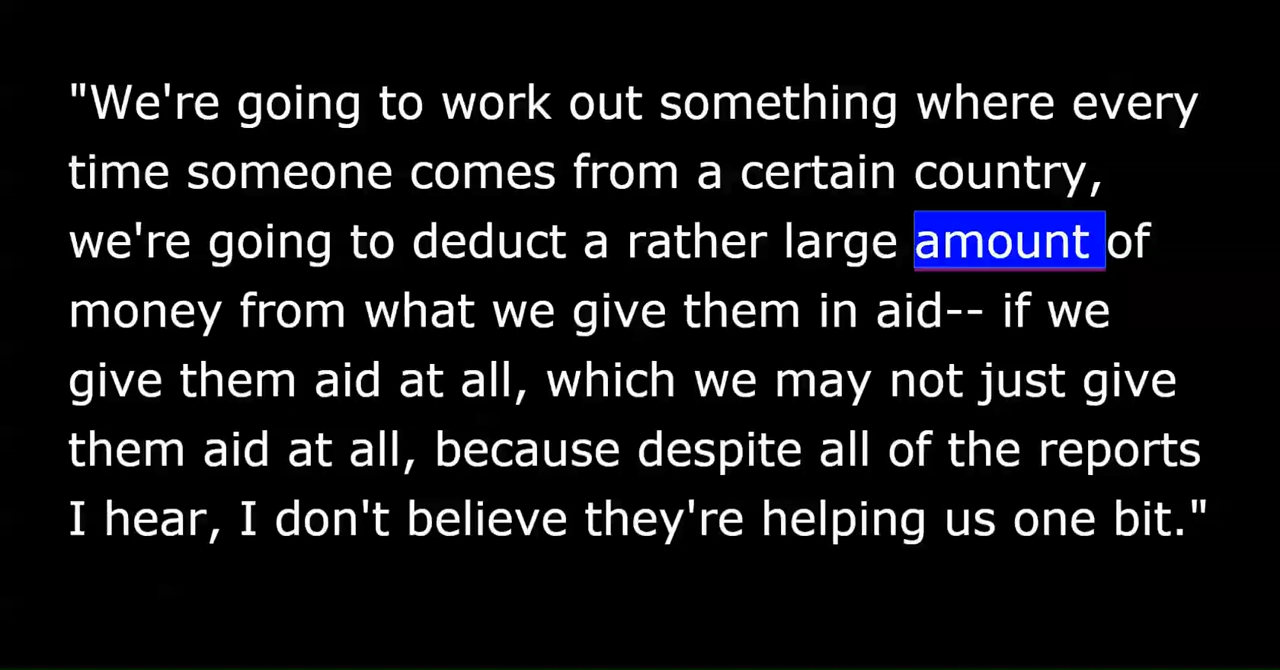 "We're going to work out something where every
time someone comes from a certain country,
we're going to deduct a rather large amount of
money from what we give them in aid-- if we
give them aid at all, which we may not just give
them aid at all, because despite all of the reports
I hear, I don't believe they're helping us one bit."